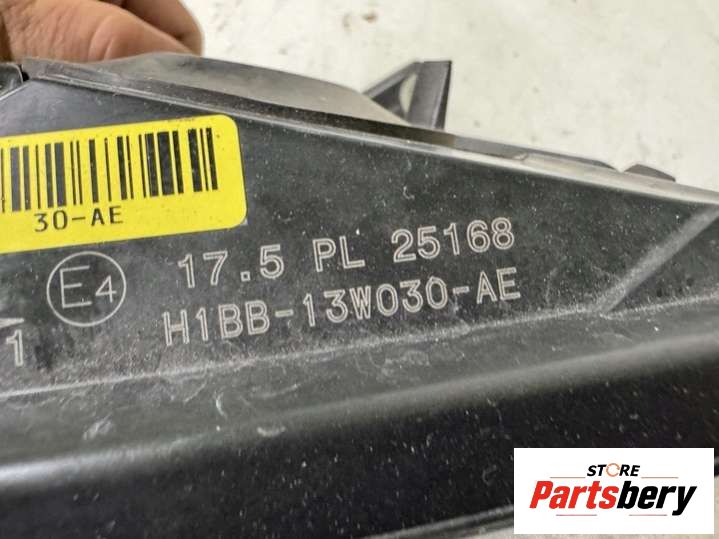 30-AE
E4
17.5 PL 25168
1
H1BB-13W030-AE
STORE
Partsbery